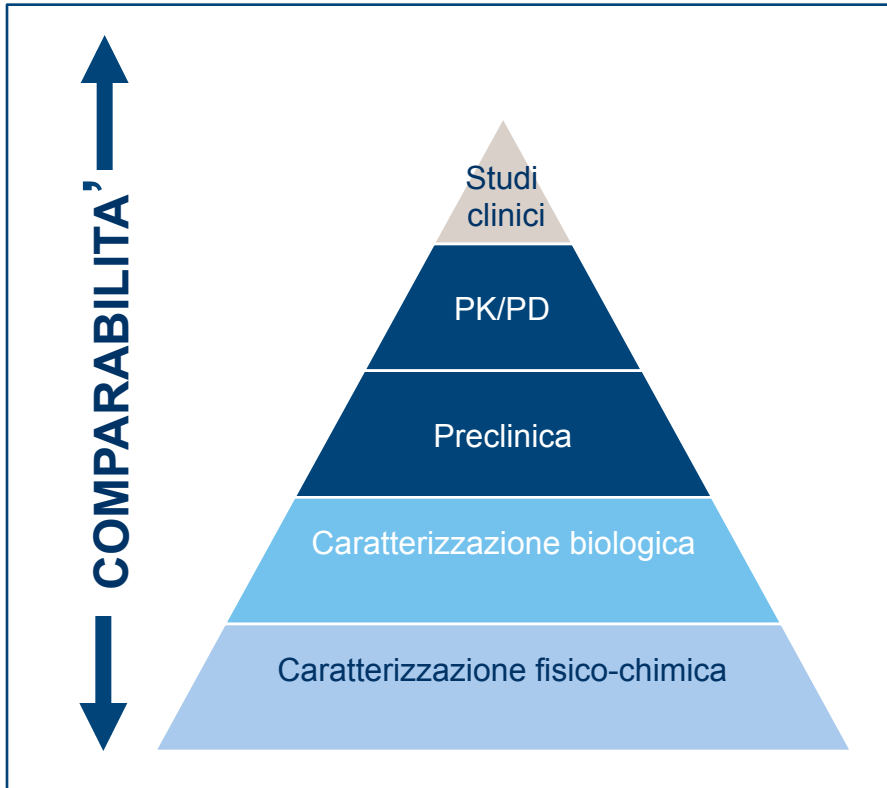 COMPARABILITA’
Studi
clinici
PK/PD
Preclinica
Caratterizzazione biologica
Caratterizzazione fisico-chimica